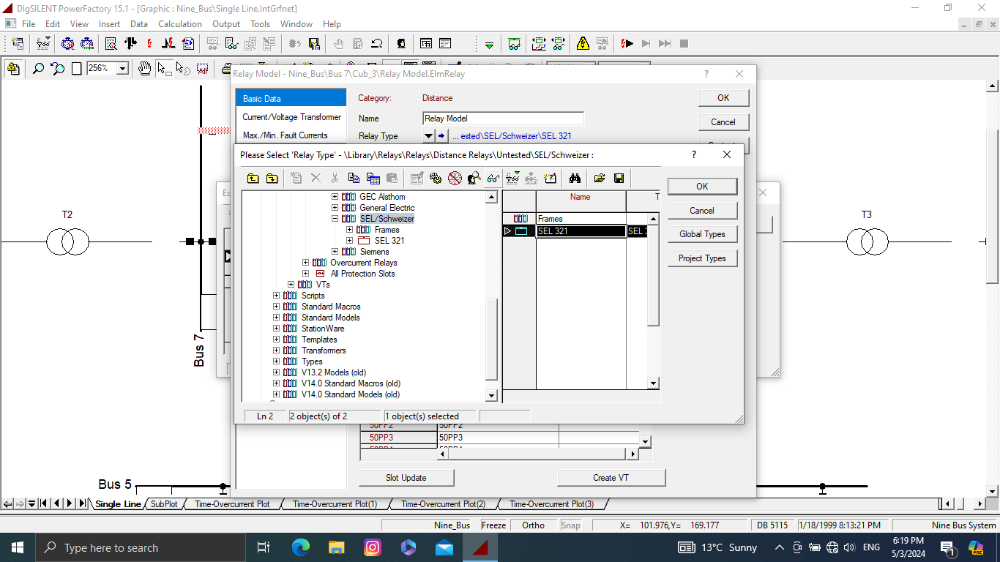 DIgSILENT PowerFactory 15.1 - [Graphic : Nine_Bus\Single Line.IntGrfnet]
File Edit View Insert Data Calculation Output Tools Window Help
256%
Relay Model - Nine_Bus\Bus 7\Cub_3\Relay Model.ElmRelay
Basic Data
Current/Voltage Transformer
Max./Min. Fault Currents
Category: Distance
Name Relay Model
Relay Type ... ested\SEL/Schweizer\SEL 321
OK
Cancel
Please Select 'Relay Type' - \Library\Relays\Relays\Distance Relays\Untested\SEL/Schweizer :
GEC Alsthom
General Electric
SEL/Schweizer
Frames
SEL 321
Siemens
Overcurrent Relays
All Protection Slots
VTs
Scripts
Standard Macros
Standard Models
StationWare
Templates
Transformers
Types
V13.2 Models (old)
V14.0 Standard Macros (old)
V14.0 Standard Models (old)
Name T
Frames
SEL 321 SEL 3
OK
Cancel
Global Types
Project Types
Ln 2 2 object(s) of 2 1 object(s) selected
50PP2 50PP2
50PP3 50PP3
Slot Update Create VT
T2
T3
Bus 7
Bus 5
Single Line SubPlot Time-Overcurrent Plot Time-Overcurrent Plot(1) Time-Overcurrent Plot(2) Time-Overcurrent Plot(3)
Nine_Bus Freeze Ortho Snap X= 101.976,Y= 169.177 DB 5115 1/18/1999 8:13:21 PM Nine Bus System
Type here to search
13°C Sunny
ENG
6:19 PM
5/3/2024
1
PRE